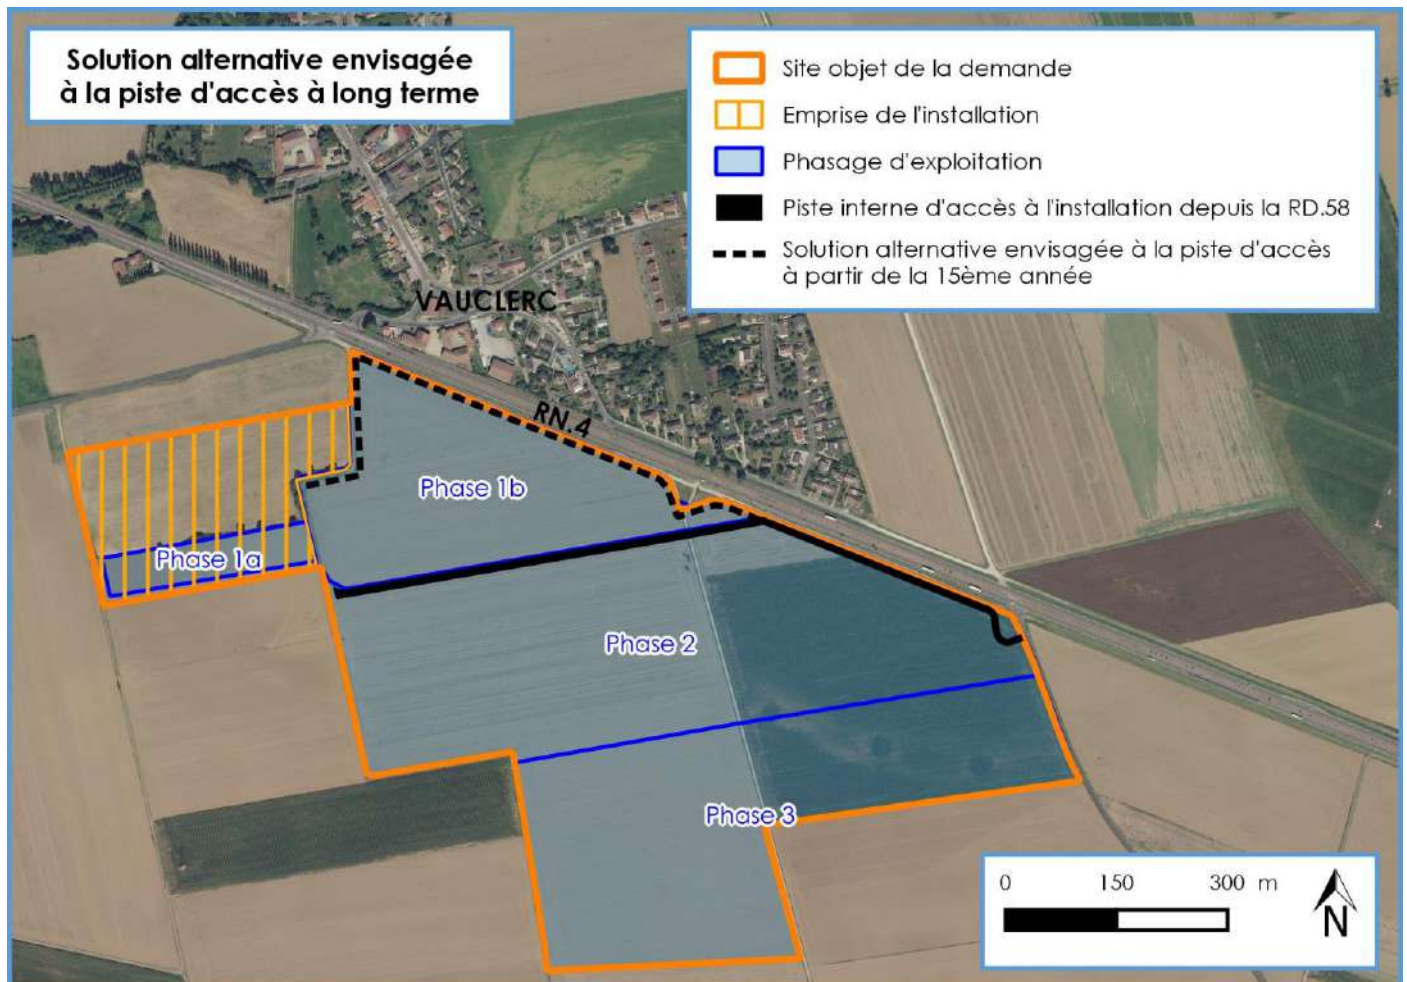 Solution alternative envisagée
à la piste d'accès à long terme
Site objet de la demande
Emprise de l'installation
Phasage d'exploitation
Piste interne d'accès à l'installation depuis la RD.58
Solution alternative envisagée à la piste d'accès
à partir de la 15ème année
VAUCLERC
RN.4
Phase 1b
Phase 1a
Phase 2
Phase 3
0 150 300 m
N